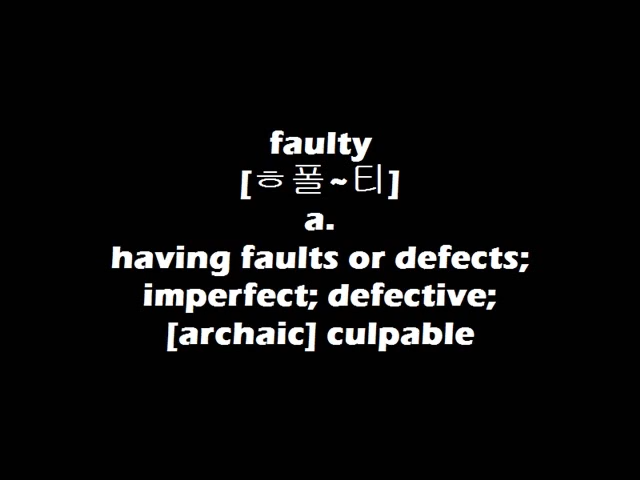 faulty
[ㅎ폴~티]
a.
having faults or defects;
imperfect; defective;
[archaic] culpable